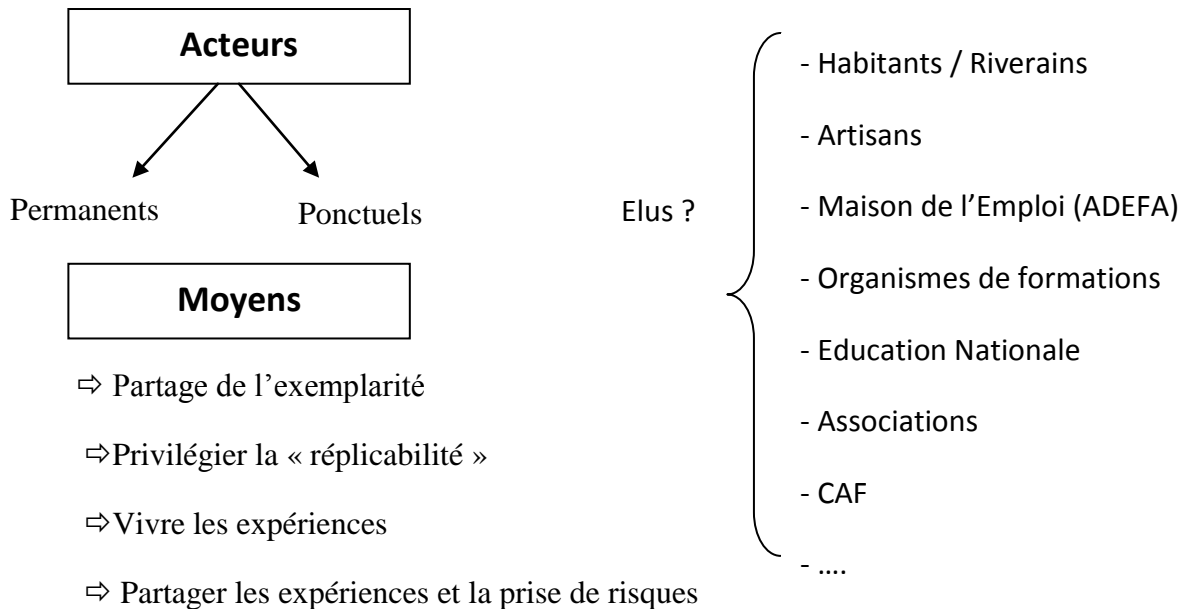 Acteurs
Permanents
Ponctuels
Moyens
⇨ Partage de l’exemplarité
⇨Privilégier la « réplicabilité »
⇨Vivre les expériences
⇨ Partager les expériences et la prise de risques
Elus ?
- Habitants / Riverains
- Artisans
- Maison de l’Emploi (ADEFA)
- Organismes de formations
- Education Nationale
- Associations
- CAF
- ....